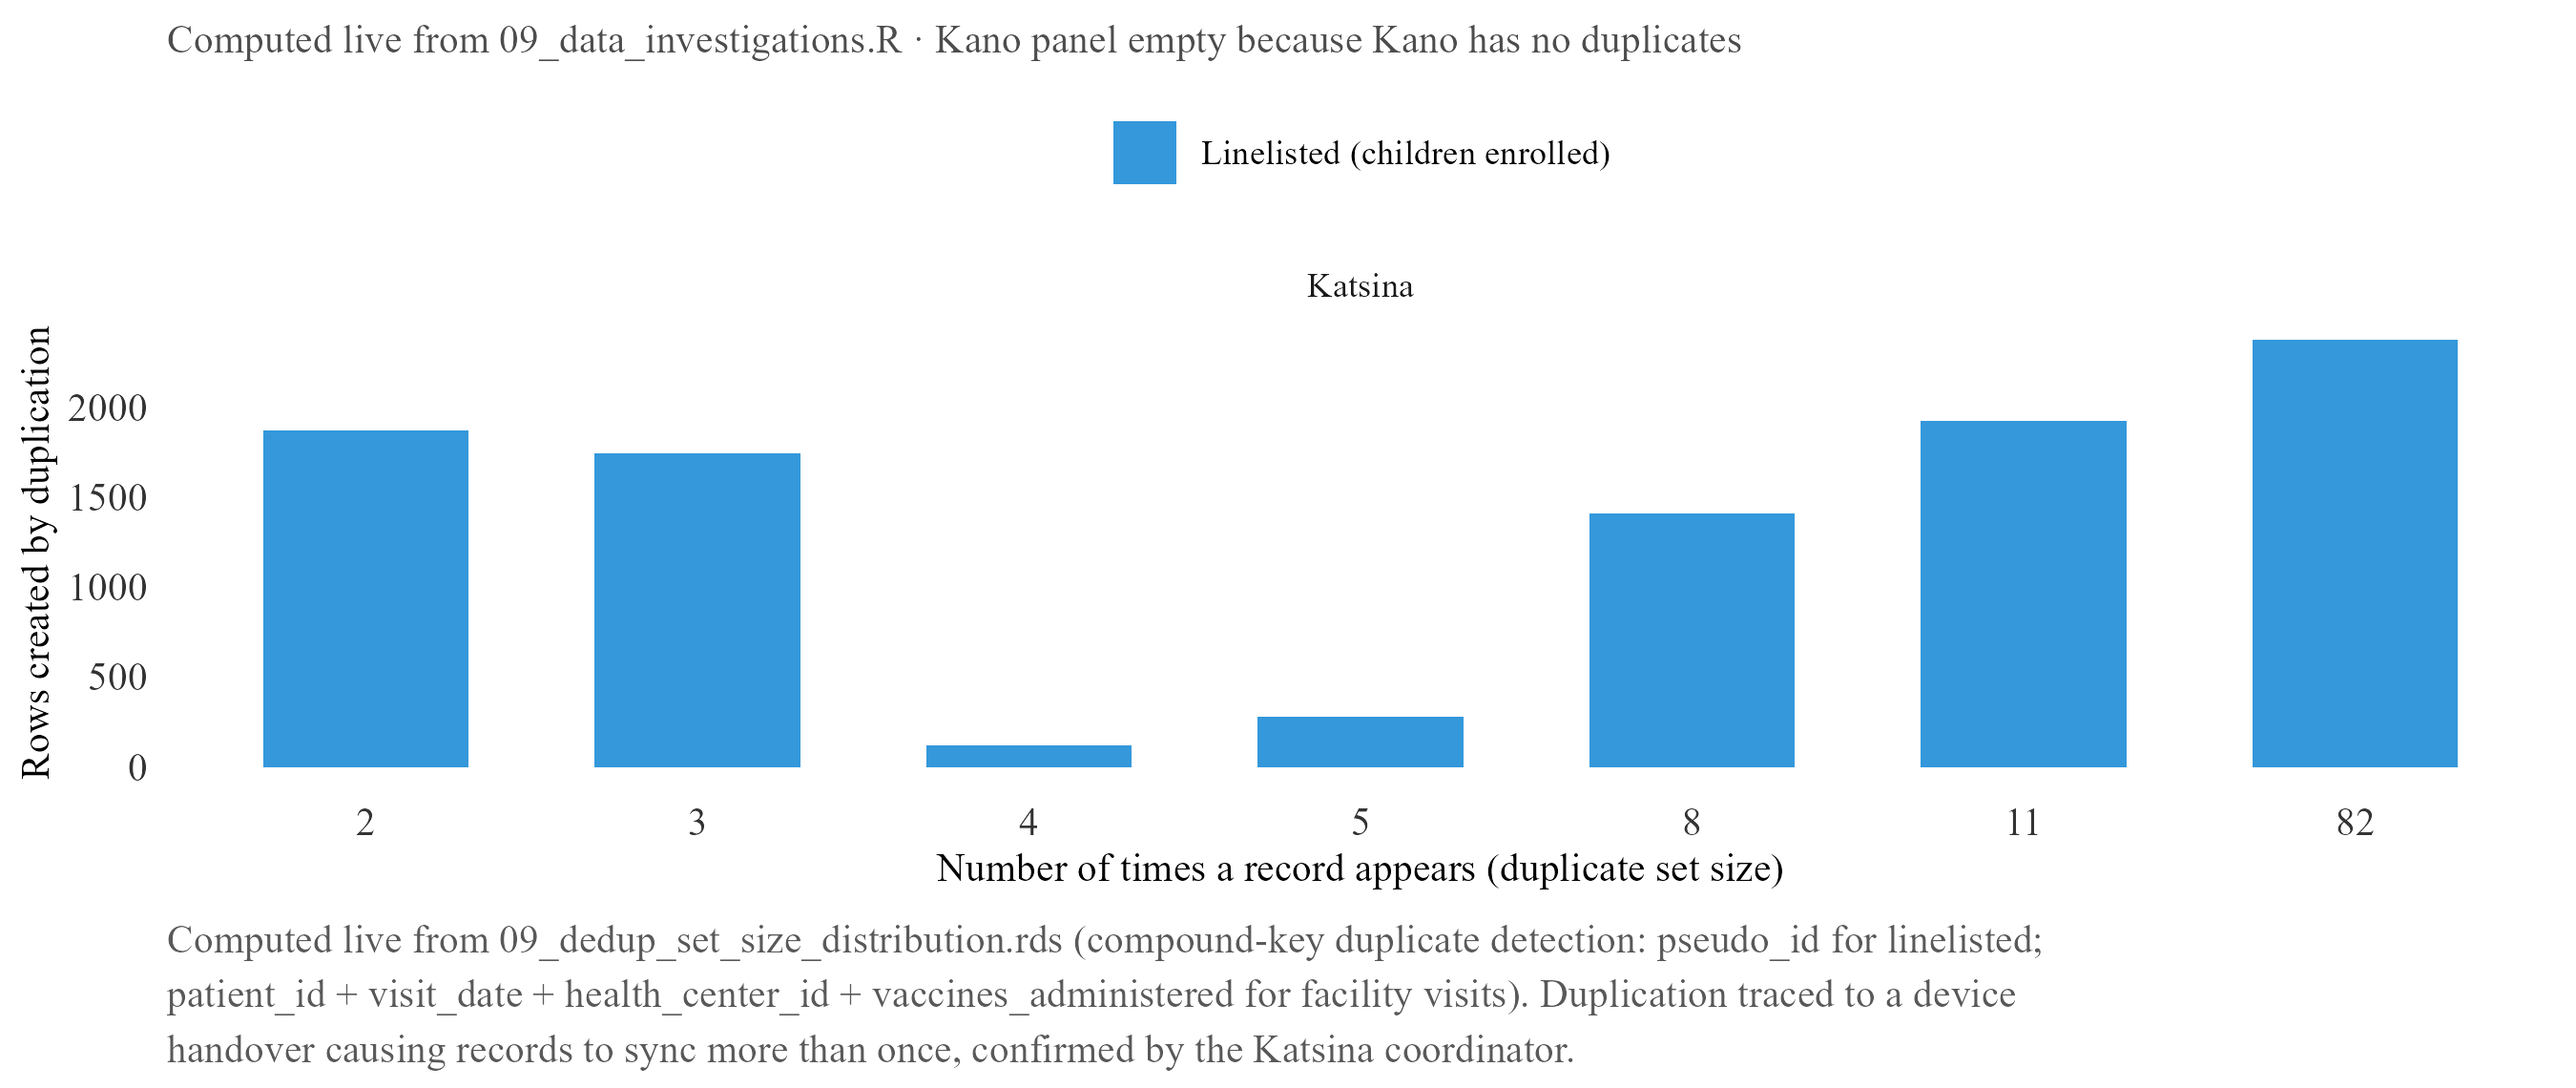 Computed live from 09_data_investigations.R · Kano panel empty because Kano has no duplicates
Linelisted (children enrolled)
Katsina
Rows created by duplication
2000
1500
1000
500
0
2
3
4
5
8
11
82
Number of times a record appears (duplicate set size)
Computed live from 09_dedup_set_size_distribution.rds (compound-key duplicate detection: pseudo_id for linelisted;
patient_id + visit_date + health_center_id + vaccines_administered for facility visits). Duplication traced to a device
handover causing records to sync more than once, confirmed by the Katsina coordinator.